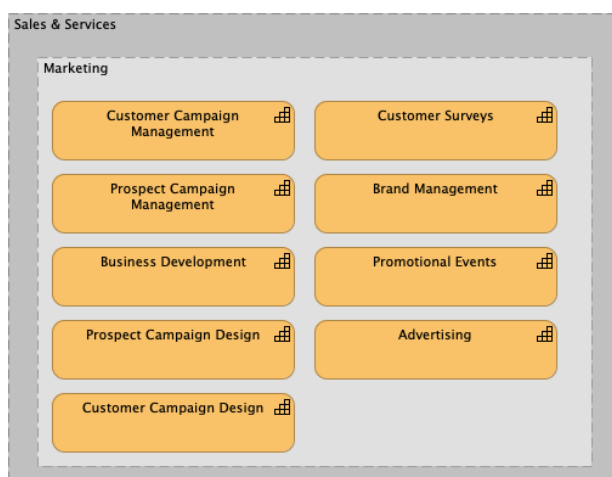 Sales & Services
Marketing
Customer Campaign
Management
Customer Surveys
Prospect Campaign
Management
Brand Management
Business Development
Promotional Events
Prospect Campaign Design
Advertising
Customer Campaign Design